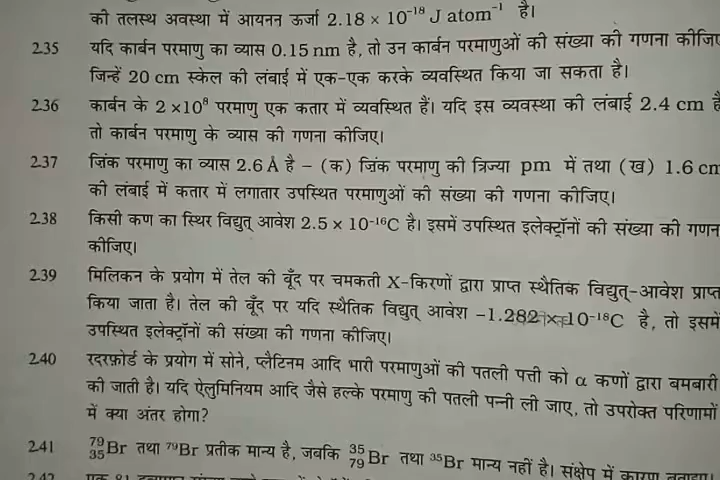 की तलस्थ अवस्था में आयनन ऊर्जा 2.18 × 10⁻¹⁸ J atom⁻¹ है।
2.35 यदि कार्बन परमाणु का व्यास 0.15 nm है, तो उन कार्बन परमाणुओं की संख्या की गणना कीजिए
जिन्हें 20 cm स्केल की लंबाई में एक-एक करके व्यवस्थित किया जा सकता है।
2.36 कार्बन के 2 ×10⁸ परमाणु एक कतार में व्यवस्थित हैं। यदि इस व्यवस्था की लंबाई 2.4 cm है
तो कार्बन परमाणु के व्यास की गणना कीजिए।
2.37 जिंक परमाणु का व्यास 2.6 Å है – (क) जिंक परमाणु की त्रिज्या pm में तथा (ख) 1.6 cm
की लंबाई में कतार में लगातार उपस्थित परमाणुओं की संख्या की गणना कीजिए।
2.38 किसी कण का स्थिर विद्युत् आवेश 2.5 × 10⁻¹⁶C है। इसमें उपस्थित इलेक्ट्रॉनों की संख्या की गणन
कीजिए।
2.39 मिलिकन के प्रयोग में तेल की बूँद पर चमकती X-किरणों द्वारा प्राप्त स्थैतिक विद्युत्-आवेश प्राप्त
किया जाता है। तेल की बूँद पर यदि स्थैतिक विद्युत् आवेश –1.282 × 10⁻¹⁸C है, तो इसमें
उपस्थित इलेक्ट्रॉनों की संख्या की गणना कीजिए।
2.40 रदरफ़ोर्ड के प्रयोग में सोने, प्लैटिनम आदि भारी परमाणुओं की पतली पत्ती को α कणों द्वारा बमबारी
की जाती है। यदि ऐलुमिनियम आदि जैसे हल्के परमाणु की पतली पन्नी ली जाए, तो उपरोक्त परिणामों
में क्या अंतर होगा?
2.41 ⁷⁹₃₅Br तथा ⁷⁹Br प्रतीक मान्य है, जबकि ³⁵₇₉Br तथा ³⁵Br मान्य नहीं है। संक्षेप में कारण बताइए।
2.42 एक 81